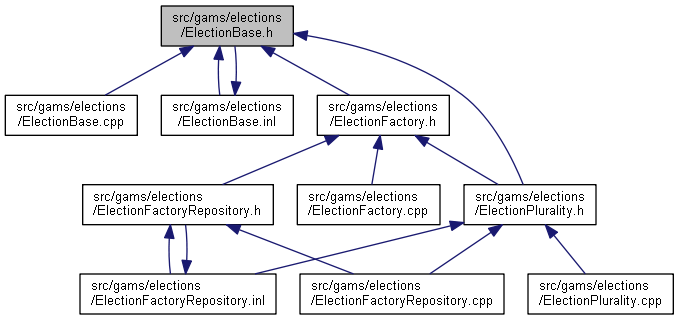 src/gams/elections
/ElectionBase.h
src/gams/elections
/ElectionBase.cpp
src/gams/elections
/ElectionBase.inl
src/gams/elections
/ElectionFactory.h
src/gams/elections
/ElectionFactoryRepository.h
src/gams/elections
/ElectionFactory.cpp
src/gams/elections
/ElectionPlurality.h
src/gams/elections
/ElectionFactoryRepository.inl
src/gams/elections
/ElectionFactoryRepository.cpp
src/gams/elections
/ElectionPlurality.cpp